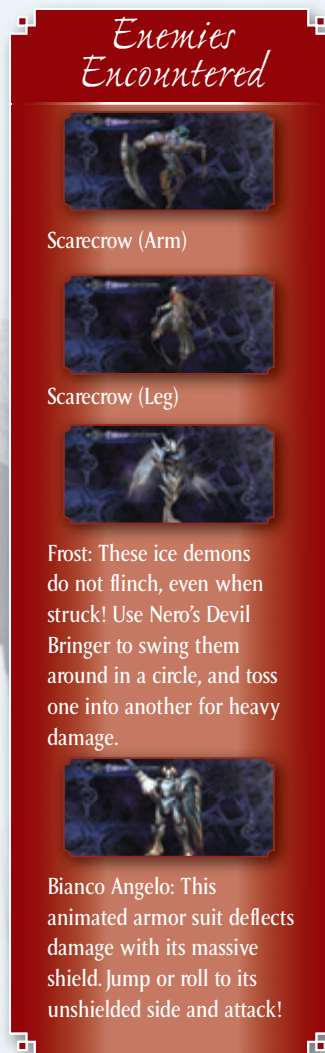 Enemies
Encountered
Scarecrow (Arm)
Scarecrow (Leg)
Frost: These ice demons
do not flinch, even when
struck! Use Nero's Devil
Bringer to swing them
around in a circle, and toss
one into another for heavy
damage.
Bianco Angelo: This
animated armor suit deflects
damage with its massive
shield. Jump or roll to its
unshielded side and attack!